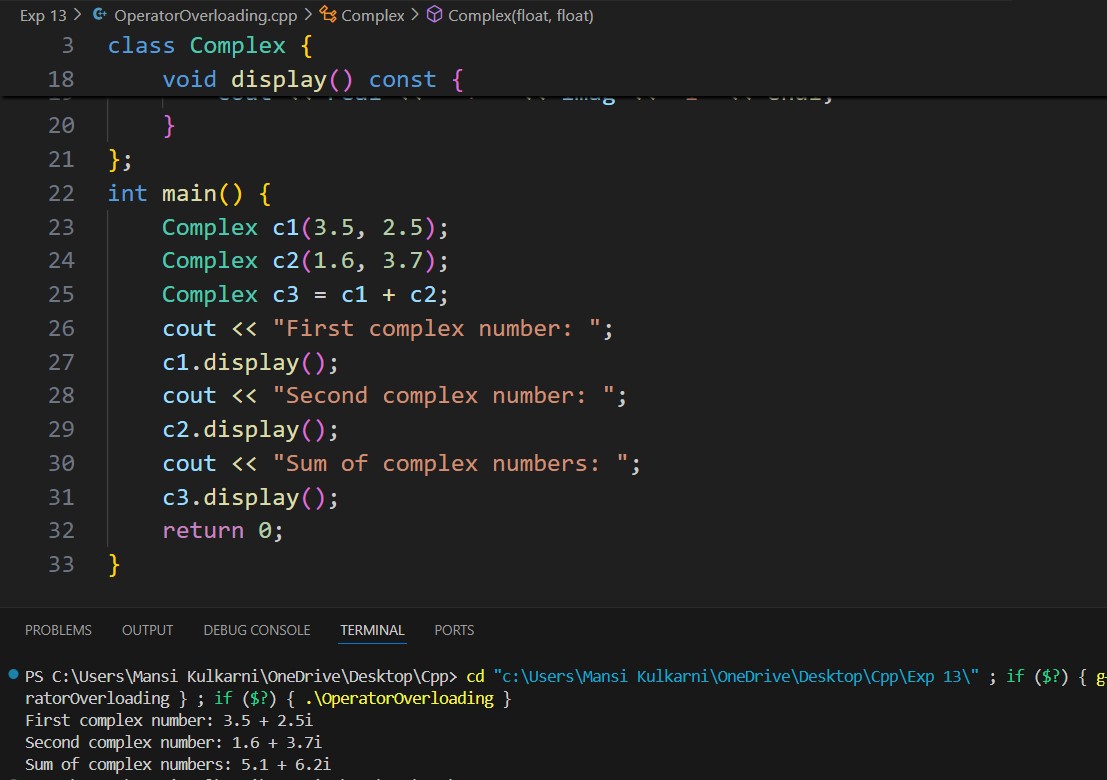 Exp 13 > OperatorOverloading.cpp > Complex > Complex(float, float)
3 class Complex {
18 void display() const {
20 }
21 };
22 int main() {
23 Complex c1(3.5, 2.5);
24 Complex c2(1.6, 3.7);
25 Complex c3 = c1 + c2;
26 cout << "First complex number: ";
27 c1.display();
28 cout << "Second complex number: ";
29 c2.display();
30 cout << "Sum of complex numbers: ";
31 c3.display();
32 return 0;
33 }
PROBLEMS OUTPUT DEBUG CONSOLE TERMINAL PORTS
PS C:\Users\Mansi Kulkarni\OneDrive\Desktop\Cpp> cd "c:\Users\Mansi Kulkarni\OneDrive\Desktop\Cpp\Exp 13\" ; if ($?) { g
ratorOverloading } ; if ($?) { .\OperatorOverloading }
First complex number: 3.5 + 2.5i
Second complex number: 1.6 + 3.7i
Sum of complex numbers: 5.1 + 6.2i